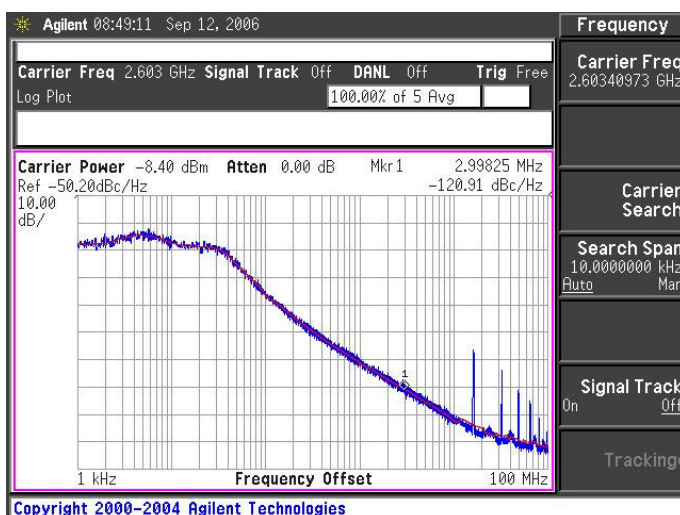 Agilent 08:49:11 Sep 12, 2006
Frequency
Carrier Freq 2.603 GHz Signal Track Off DANL Off Trig Free
Log Plot
100.00% of 5 Avg
Carrier Power -8.40 dBm Atten 0.00 dB Mkr1 2.99825 MHz
Ref -50.20dBc/Hz -120.91 dBc/Hz
10.00
dB/
1
1 kHz Frequency Offset 100 MHz
Carrier Freq
2.60340973 GHz
Carrier
Search
Search Span
10.0000000 kHz
Auto Man
Signal Track
On Off
Tracking
Copyright 2000-2004 Agilent Technologies